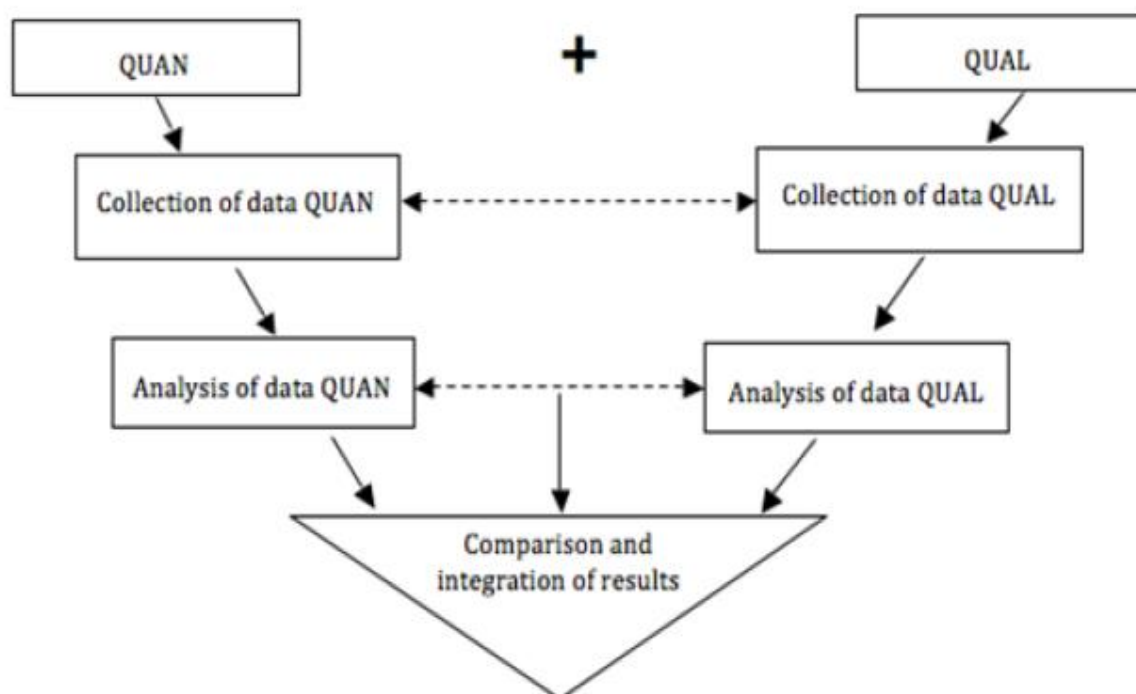 QUAN
+
QUAL
Collection of data QUAN
Collection of data QUAL
Analysis of data QUAN
Analysis of data QUAL
Comparison and
integration of results